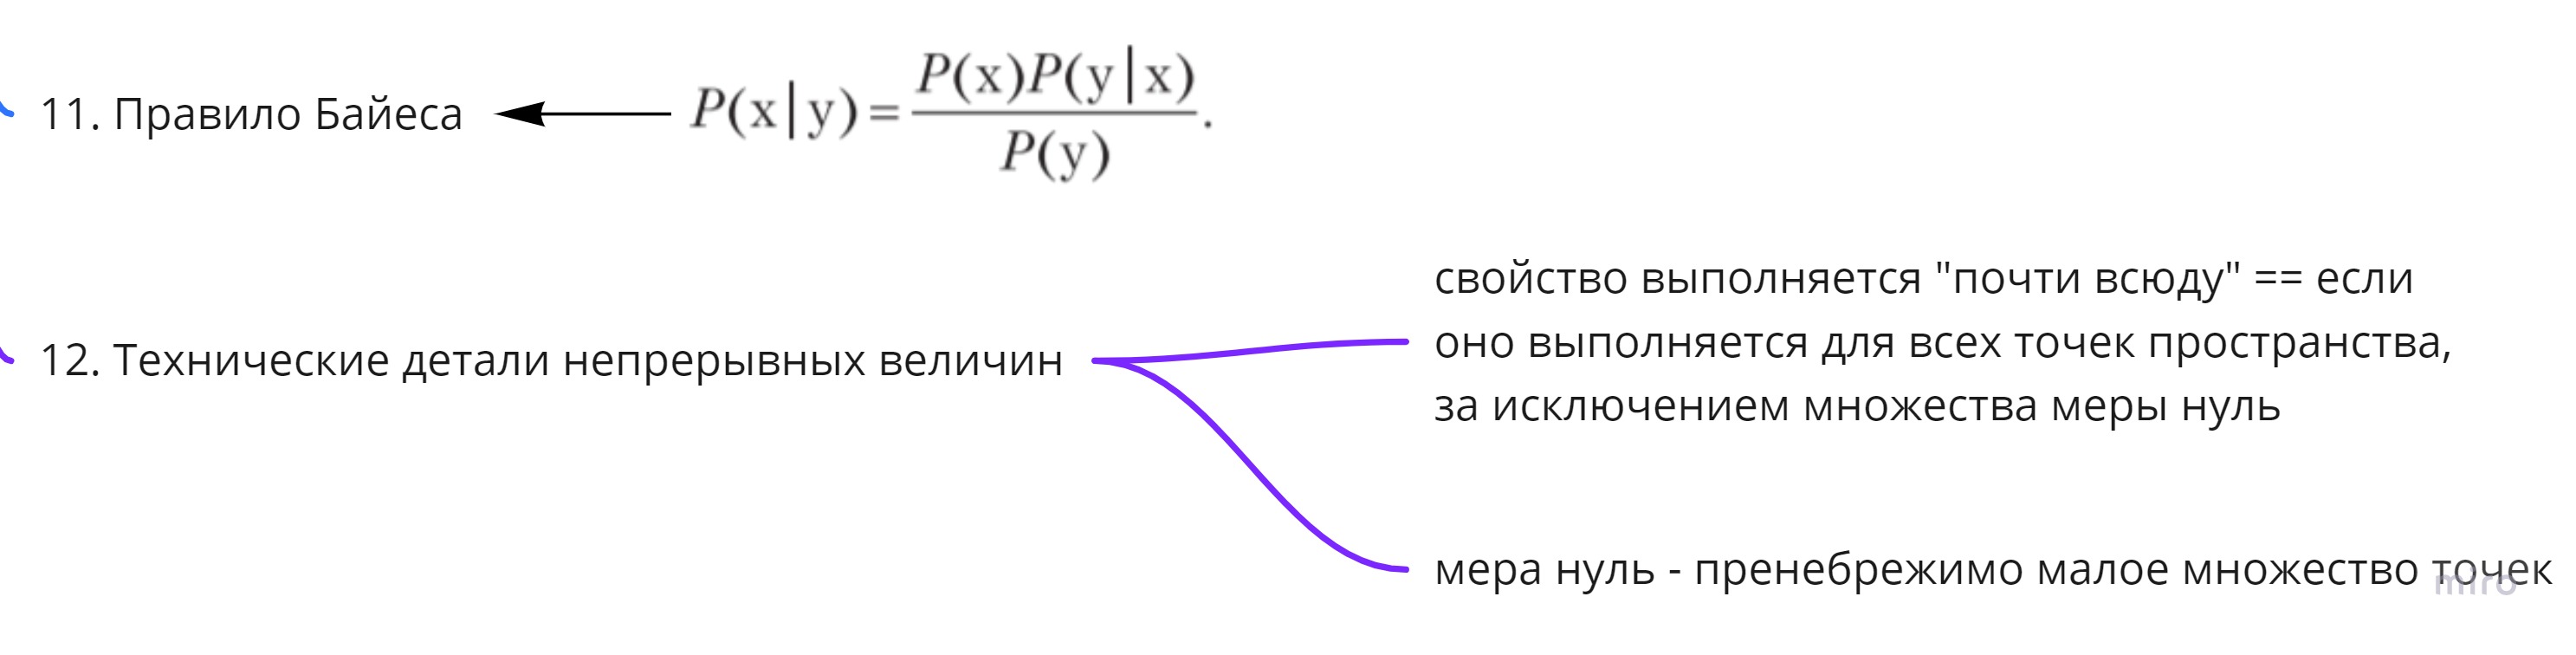 11. Правило Байеса
P(x|y) = P(x)P(y|x) / P(y).
свойство выполняется "почти всюду" == если
оно выполняется для всех точек пространства,
за исключением множества меры нуль
12. Технические детали непрерывных величин
мера нуль - пренебрежимо малое множество точек
miro